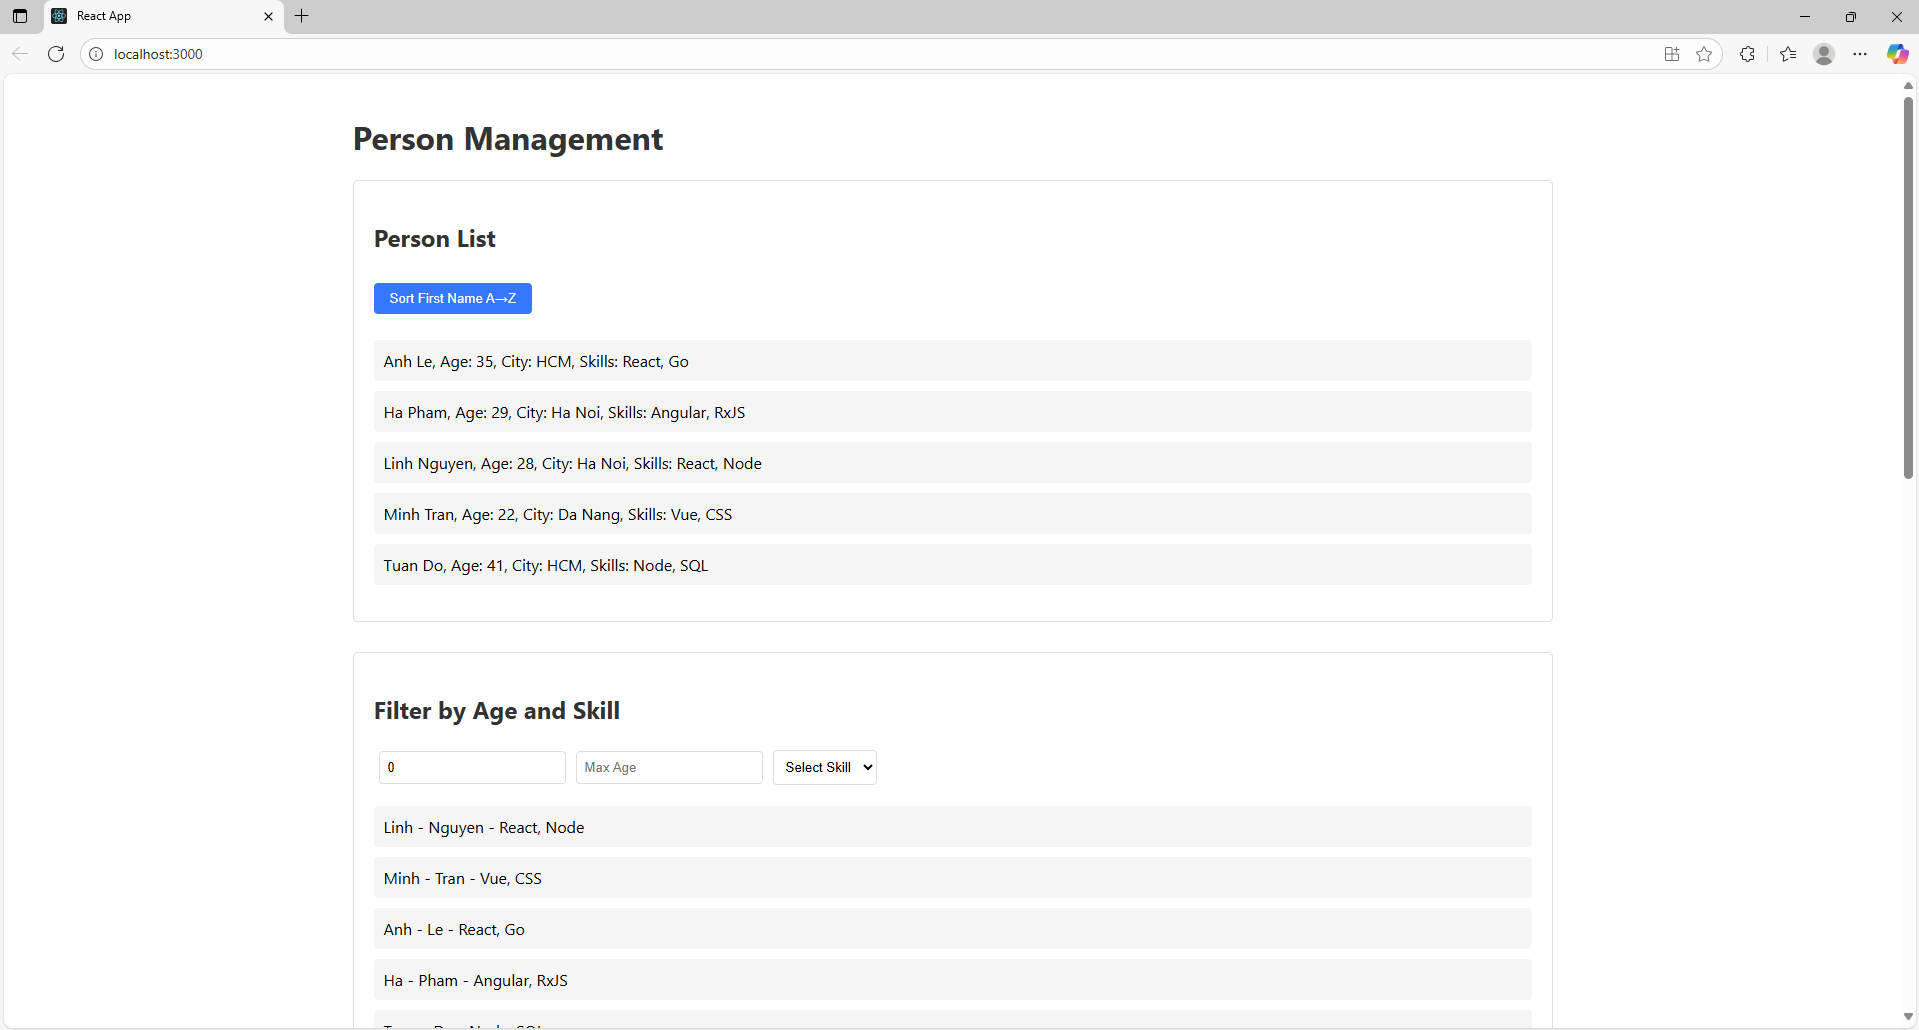 React App
localhost:3000
Person Management
Person List
Sort First Name A→Z
Anh Le, Age: 35, City: HCM, Skills: React, Go
Ha Pham, Age: 29, City: Ha Noi, Skills: Angular, RxJS
Linh Nguyen, Age: 28, City: Ha Noi, Skills: React, Node
Minh Tran, Age: 22, City: Da Nang, Skills: Vue, CSS
Tuan Do, Age: 41, City: HCM, Skills: Node, SQL
Filter by Age and Skill
0 Max Age Select Skill
Linh - Nguyen - React, Node
Minh - Tran - Vue, CSS
Anh - Le - React, Go
Ha - Pham - Angular, RxJS